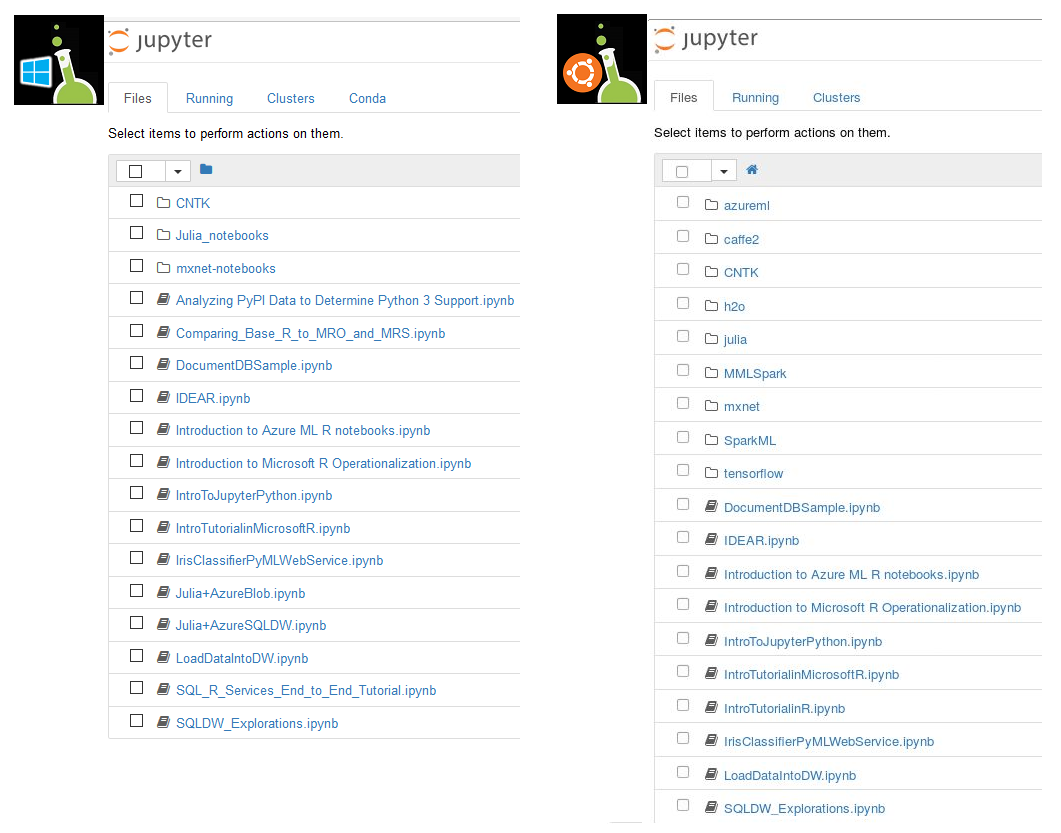 jupyter
Files
Running
Clusters
Conda
Select items to perform actions on them.
CNTK
Julia_notebooks
mxnet-notebooks
Analyzing PyPI Data to Determine Python 3 Support.ipynb
Comparing_Base_R_to_MRO_and_MRS.ipynb
DocumentDBSample.ipynb
IDEAR.ipynb
Introduction to Azure ML R notebooks.ipynb
Introduction to Microsoft R Operationalization.ipynb
IntroToJupyterPython.ipynb
IntroTutorialinMicrosoftR.ipynb
IrisClassifierPyMLWebService.ipynb
Julia+AzureBlob.ipynb
Julia+AzureSQLDW.ipynb
LoadDataIntoDW.ipynb
SQL_R_Services_End_to_End_Tutorial.ipynb
SQLDW_Explorations.ipynb
jupyter
Files
Running
Clusters
Select items to perform actions on them.
azureml
caffe2
CNTK
h2o
julia
MMLSpark
mxnet
SparkML
tensorflow
DocumentDBSample.ipynb
IDEAR.ipynb
Introduction to Azure ML R notebooks.ipynb
Introduction to Microsoft R Operationalization.ipynb
IntroToJupyterPython.ipynb
IntroTutorialinMicrosoftR.ipynb
IntroTutorialinR.ipynb
IrisClassifierPyMLWebService.ipynb
LoadDataIntoDW.ipynb
SQLDW_Explorations.ipynb